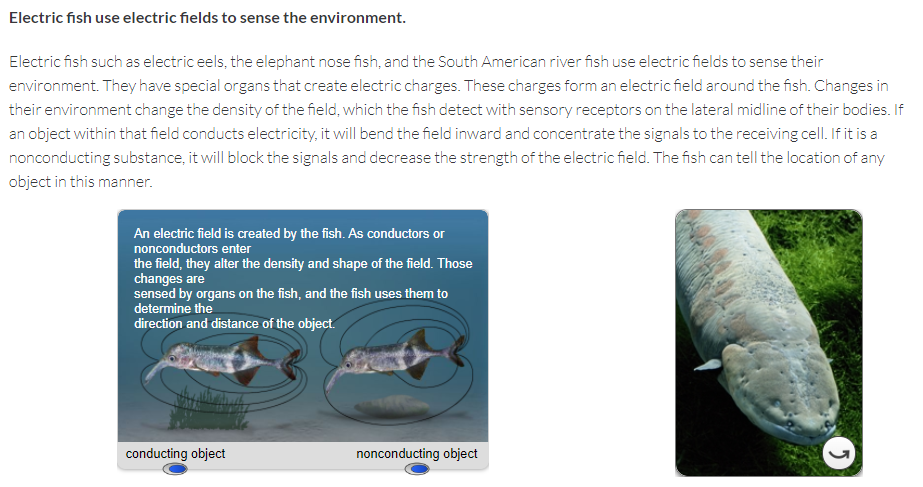 Electric fish use electric fields to sense the environment.
Electric fish such as electric eels, the elephant nose fish, and the South American river fish use electric fields to sense their
environment. They have special organs that create electric charges. These charges form an electric field around the fish. Changes in
their environment change the density of the field, which the fish detect with sensory receptors on the lateral midline of their bodies. If
an object within that field conducts electricity, it will bend the field inward and concentrate the signals to the receiving cell. If it is a
nonconducting substance, it will block the signals and decrease the strength of the electric field. The fish can tell the location of any
object in this manner.
An electric field is created by the fish. As conductors or
nonconductors enter
the field, they alter the density and shape of the field. Those
changes are
sensed by organs on the fish, and the fish uses them to
determine the
direction and distance of the object.
conducting object
nonconducting object